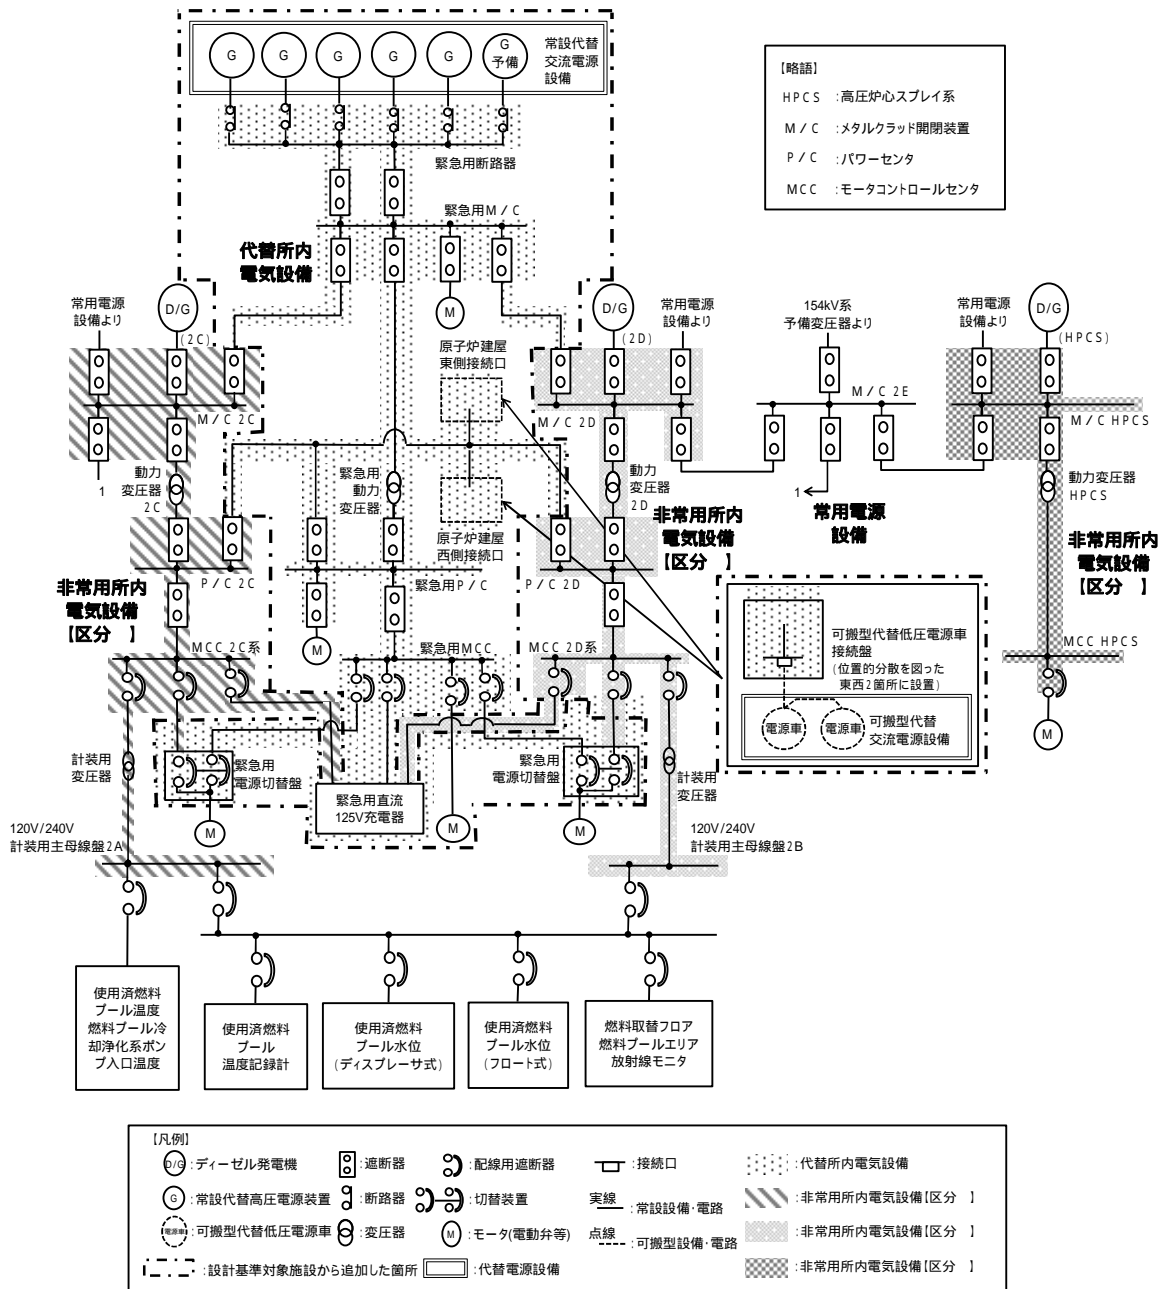 G
G
G
G
G
G
予備
常設代替
交流電源
設備
緊急用断路器
緊急用M/C
代替所内
電気設備
【略語】
HPCS :高圧炉心スプレイ系
M/C :メタルクラッド開閉装置
P/C :パワーセンタ
MCC :モータコントロールセンタ
常用電源
設備より
D/G
(2C)
M
D/G
(2D)
常用電源
設備より
154kV系
予備変圧器より
常用電源
設備より
D/G
(HPCS)
原子炉建屋
東側接続口
M/C 2C
M/C 2D
M/C 2E
M/C HPCS
1
動力
変圧器
2C
緊急用
動力
変圧器
原子炉建屋
西側接続口
動力
変圧器
2D
1
常用電源
設備
動力変圧器
HPCS
非常用所内
電気設備
【区分 】
非常用所内
電気設備
【区分 】
非常用所内
電気設備
【区分 】
P/C 2C
緊急用P/C
P/C 2D
M
MCC 2C系
緊急用MCC
MCC 2D系
MCC HPCS
M
可搬型代替低圧電源車
接続盤
(位置的分散を図った
東西2箇所に設置)
電源車
電源車
可搬型代替
交流電源設備
計装用
変圧器
緊急用
電源切替盤
M
緊急用直流
125V充電器
M
緊急用
電源切替盤
M
計装用
変圧器
120V/240V
計装用主母線盤2A
120V/240V
計装用主母線盤2B
使用済燃料
プール温度
燃料プール冷
却浄化系ポン
プ入口温度
使用済燃料
プール
温度記録計
使用済燃料
プール水位
(ディスプレーサ式)
使用済燃料
プール水位
(フロート式)
燃料取替フロア
燃料プールエリア
放射線モニタ
【凡例】
D/G :ディーゼル発電機
:遮断器
:配線用遮断器
:接続口
:代替所内電気設備
G :常設代替高圧電源装置
:断路器
:切替装置
実線 :常設設備・電路
:非常用所内電気設備【区分 】
電源車 :可搬型代替低圧電源車
:変圧器
M :モータ(電動弁等)
点線 :可搬型設備・電路
:非常用所内電気設備【区分 】
:設計基準対象施設から追加した箇所
:代替電源設備
:非常用所内電気設備【区分 】